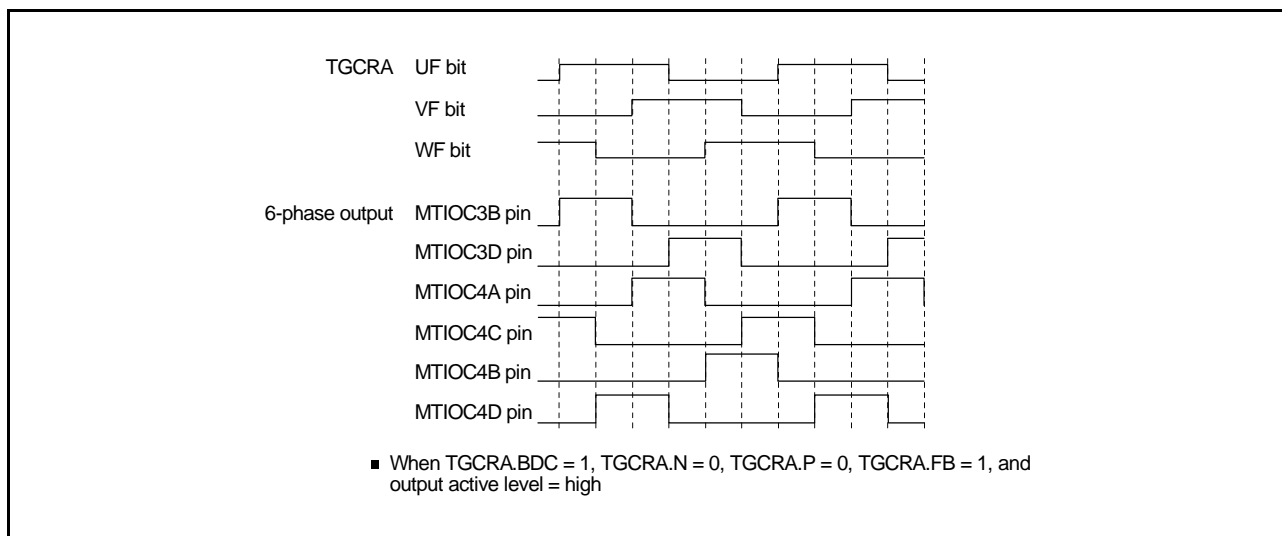 TGCRA UF bit
VF bit
WF bit
6-phase output MTIOC3B pin
MTIOC3D pin
MTIOC4A pin
MTIOC4C pin
MTIOC4B pin
MTIOC4D pin
■ When TGCRA.BDC = 1, TGCRA.N = 0, TGCRA.P = 0, TGCRA.FB = 1, and
output active level = high